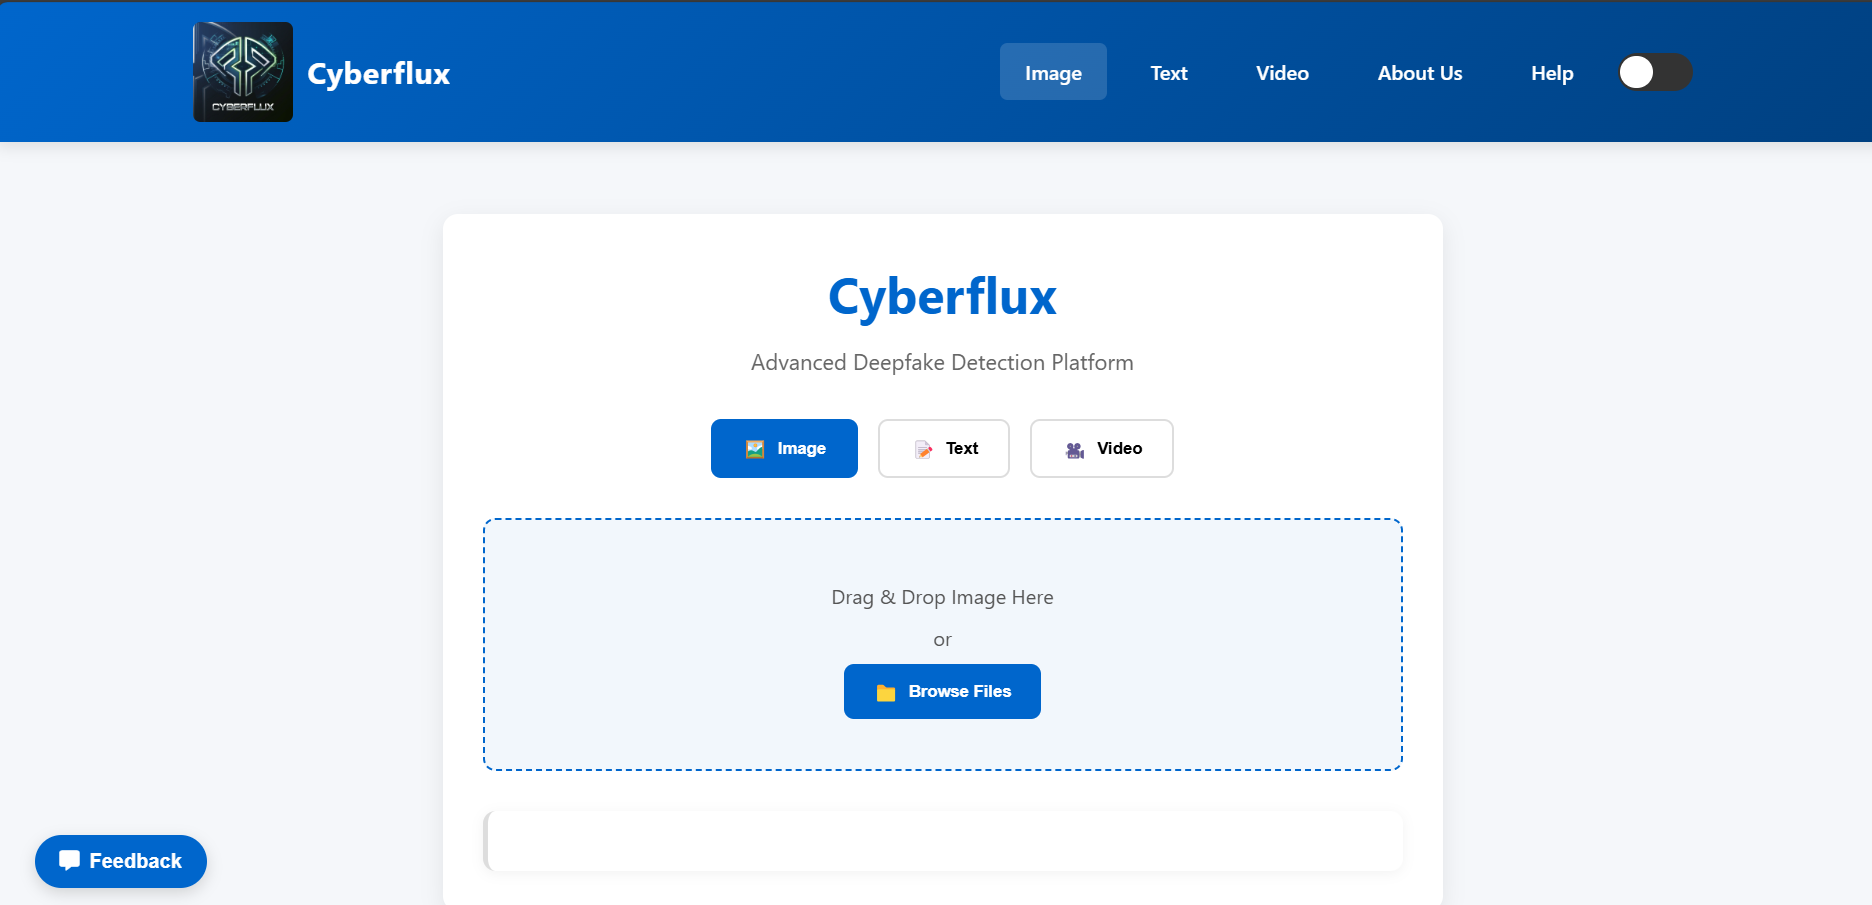 CYBERFLUX
Cyberflux
Image
Text
Video
About Us
Help
Cyberflux
Advanced Deepfake Detection Platform
Image
Text
Video
Drag & Drop Image Here
or
Browse Files
Feedback